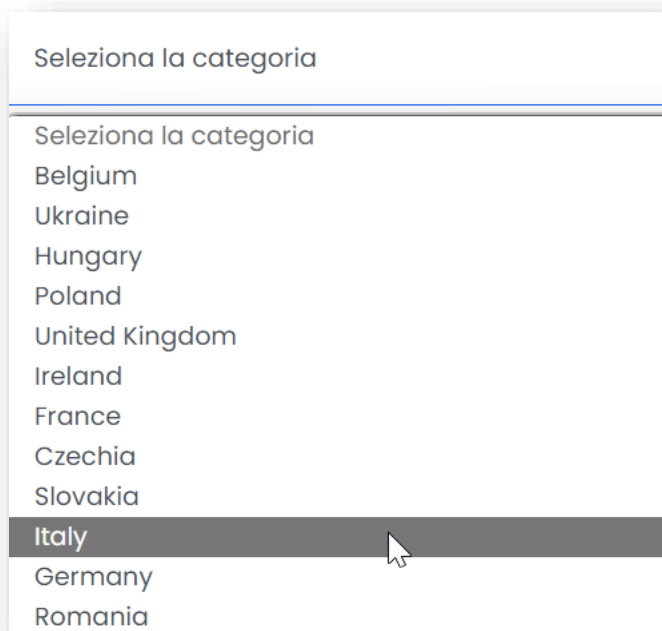 Seleziona la categoria
Seleziona la categoria
Belgium
Ukraine
Hungary
Poland
United Kingdom
Ireland
France
Czechia
Slovakia
Italy
Germany
Romania